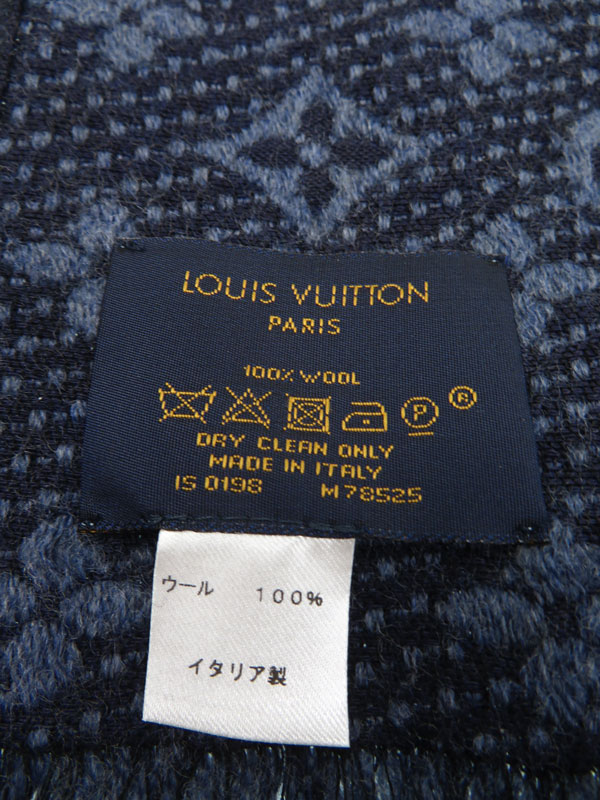 LOUIS VUITTON
PARIS
100% WOOL
P ®
DRY CLEAN ONLY
MADE IN ITALY
IS 0198 M78525
ウール 100%
イタリア製